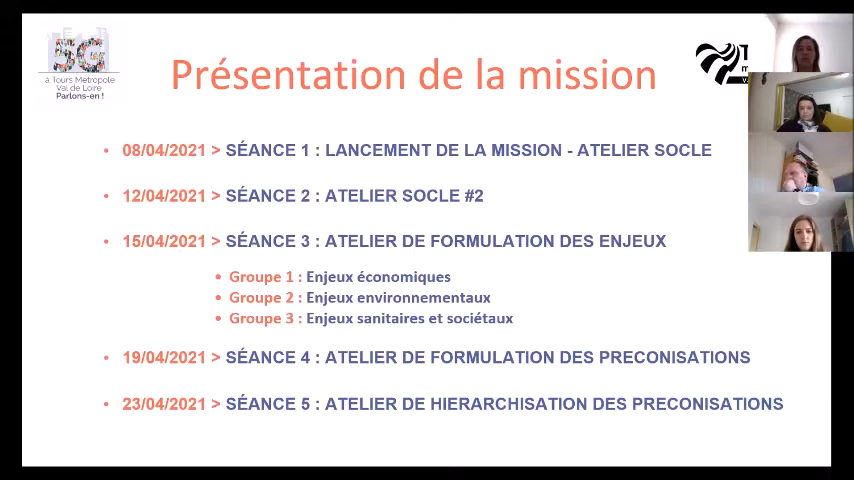 5G
à Tours Métropole
Val de Loire
Parlons-en !
Présentation de la mission
• 08/04/2021 > SÉANCE 1 : LANCEMENT DE LA MISSION - ATELIER SOCLE
• 12/04/2021 > SÉANCE 2 : ATELIER SOCLE #2
• 15/04/2021 > SÉANCE 3 : ATELIER DE FORMULATION DES ENJEUX
• Groupe 1 : Enjeux économiques
• Groupe 2 : Enjeux environnementaux
• Groupe 3 : Enjeux sanitaires et sociétaux
• 19/04/2021 > SÉANCE 4 : ATELIER DE FORMULATION DES PRECONISATIONS
• 23/04/2021 > SÉANCE 5 : ATELIER DE HIERARCHISATION DES PRECONISATIONS